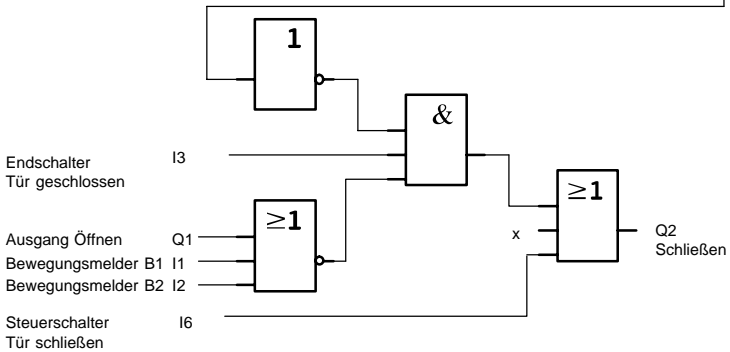 1
&
Endschalter I3
Tür geschlossen
≥1
≥1
Ausgang Öffnen Q1
x
Q2
Schließen
Bewegungsmelder B1 I1
Bewegungsmelder B2 I2
Steuerschalter I6
Tür schließen